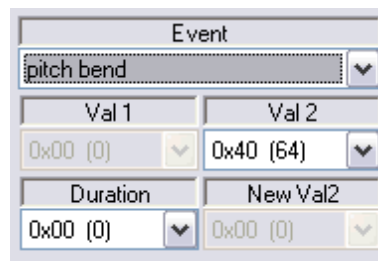 Event
pitch bend
Val 1 Val 2
0x00 (0) 0x40 (64)
Duration New Val2
0x00 (0) 0x00 (0)